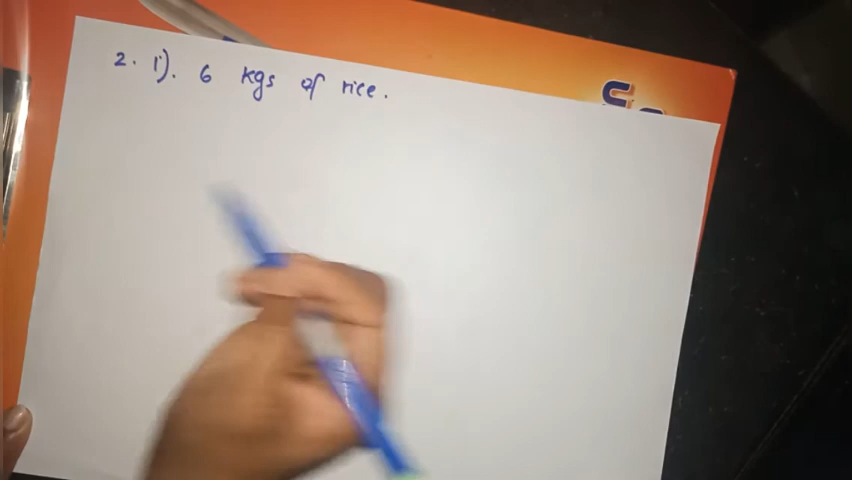 2. i). 6 kgs of rice.